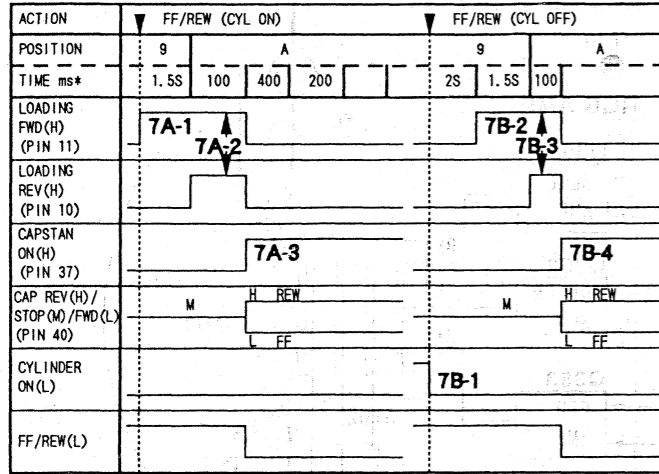 ACTION FF/REW (CYL ON) FF/REW (CYL OFF)
POSITION 9 A 9 A
TIME ms* 1.5S 100 400 200 2S 1.5S 100
LOADING
FWD(H)
(PIN 11)
7A-1 7B-2
7A-2 7B-3
LOADING
REV(H)
(PIN 10)
CAPSTAN
ON(H)
(PIN 37)
7A-3 7B-4
CAP REV(H)/
STOP(M)/FWD(L)
(PIN 40)
M H REW M H REW
L FF L FF
CYLINDER
ON(L)
7B-1
FF/REW(L)